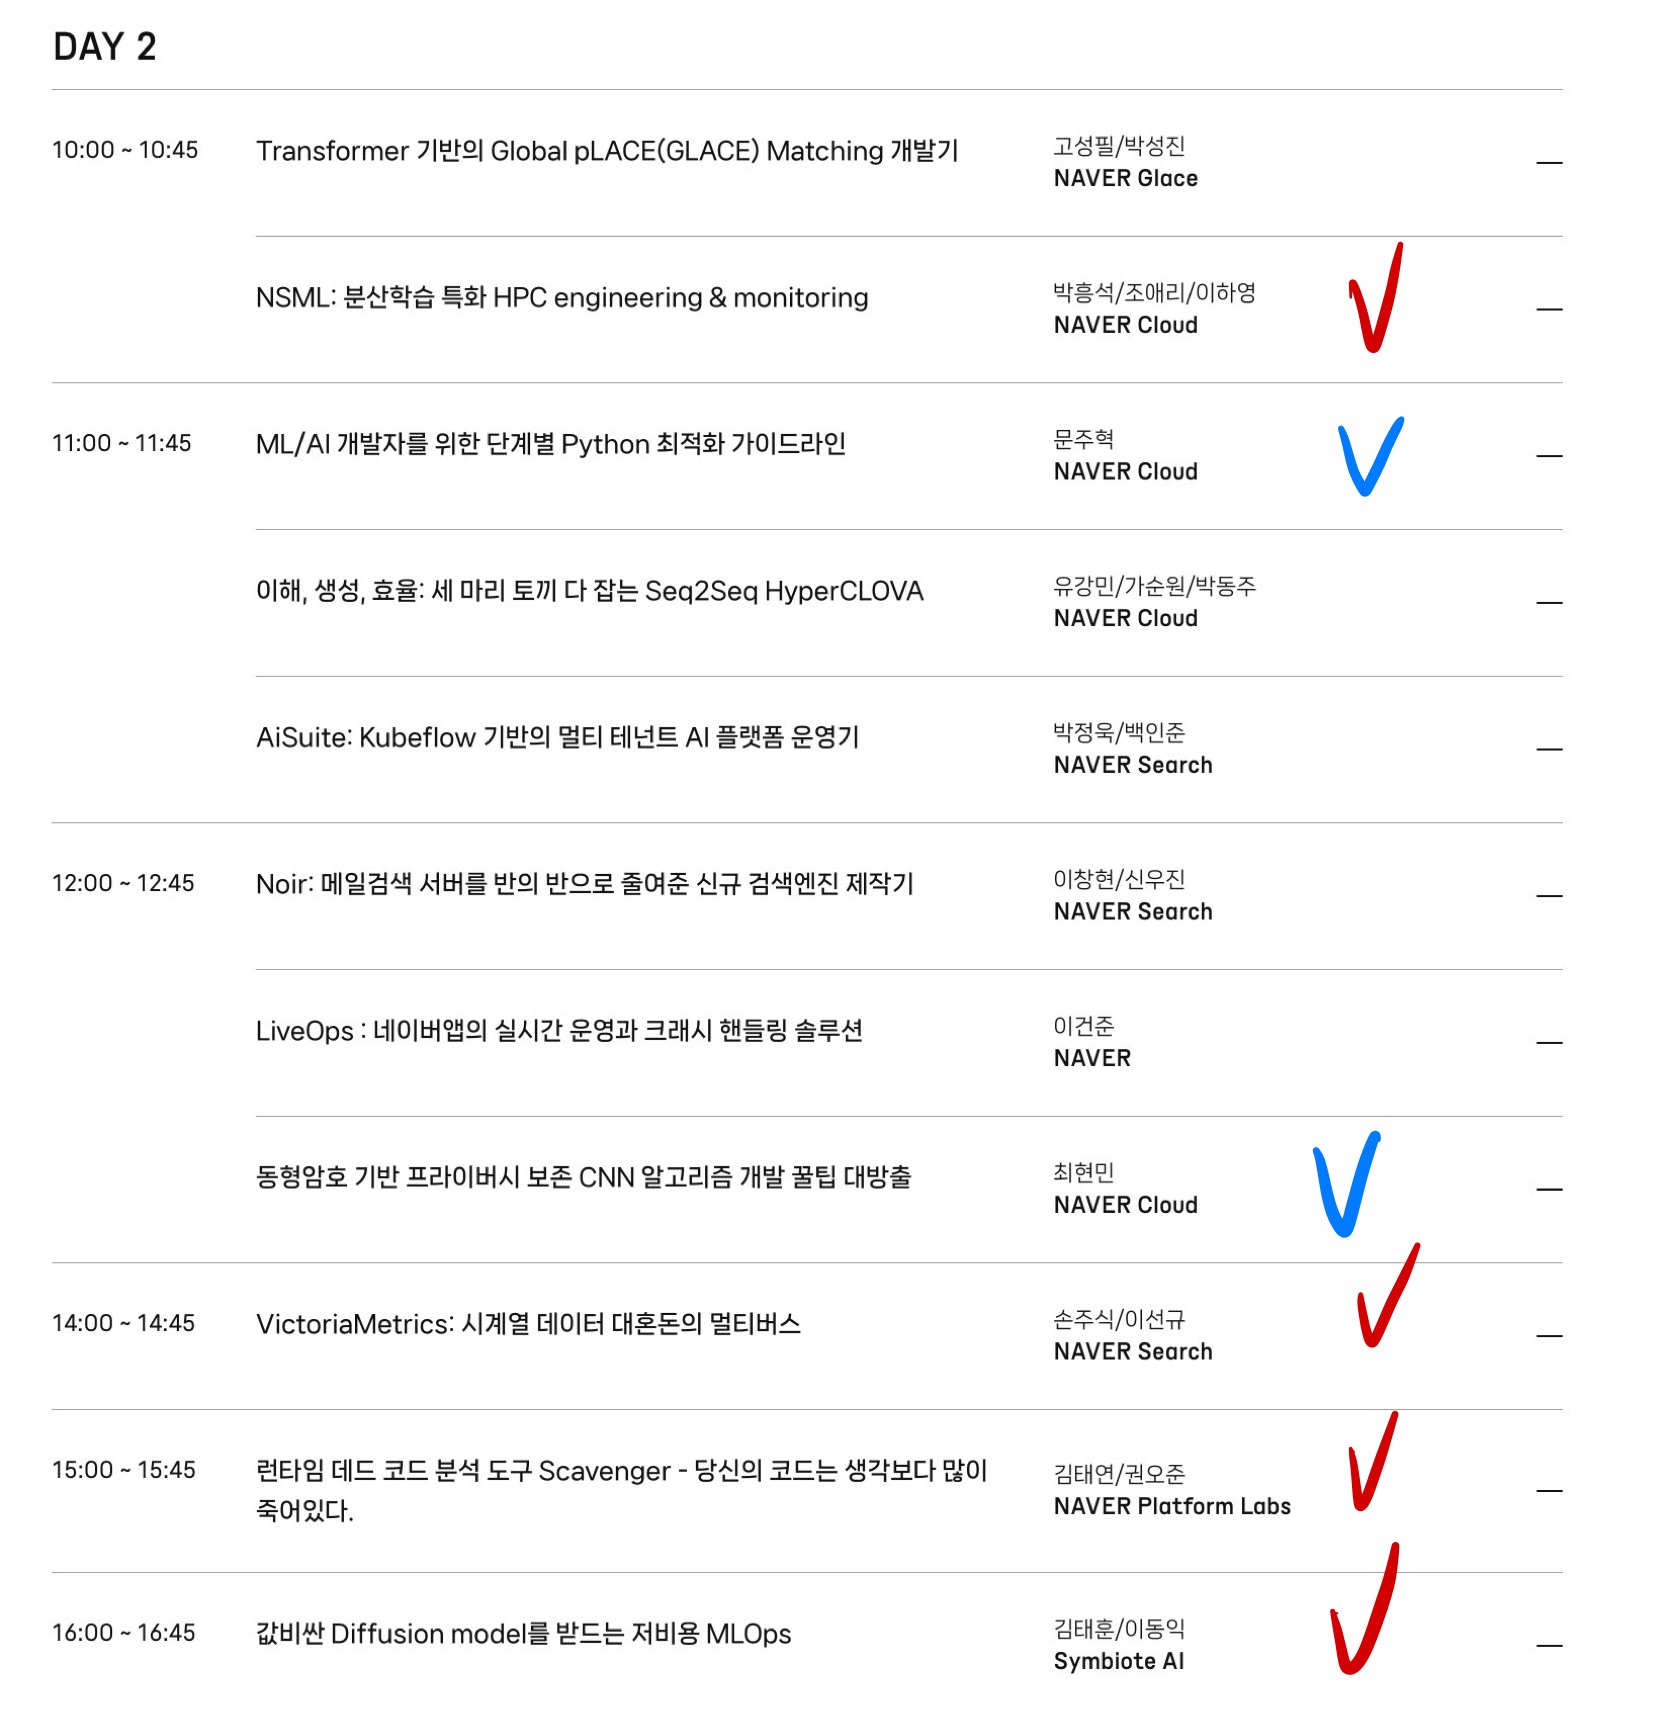 DAY 2
10:00 ~ 10:45
Transformer 기반의 Global pLACE(GLACE) Matching 개발기
고성필/박성진
NAVER Glace
NSML: 분산학습 특화 HPC engineering & monitoring
박흥석/조애리/이하영
NAVER Cloud
11:00 ~ 11:45
ML/AI 개발자를 위한 단계별 Python 최적화 가이드라인
문주혁
NAVER Cloud
이해, 생성, 효율: 세 마리 토끼 다 잡는 Seq2Seq HyperCLOVA
유강민/가순원/박동주
NAVER Cloud
AiSuite: Kubeflow 기반의 멀티 테넌트 AI 플랫폼 운영기
박정욱/백인준
NAVER Search
12:00 ~ 12:45
Noir: 메일검색 서버를 반의 반으로 줄여준 신규 검색엔진 제작기
이창현/신우진
NAVER Search
LiveOps : 네이버앱의 실시간 운영과 크래시 핸들링 솔루션
이건준
NAVER
동형암호 기반 프라이버시 보존 CNN 알고리즘 개발 꿀팁 대방출
최현민
NAVER Cloud
14:00 ~ 14:45
VictoriaMetrics: 시계열 데이터 대혼돈의 멀티버스
손주식/이선규
NAVER Search
15:00 ~ 15:45
런타임 데드 코드 분석 도구 Scavenger - 당신의 코드는 생각보다 많이
죽어있다.
김태연/권오준
NAVER Platform Labs
16:00 ~ 16:45
값비싼 Diffusion model를 받드는 저비용 MLOps
김태훈/이동익
Symbiote AI